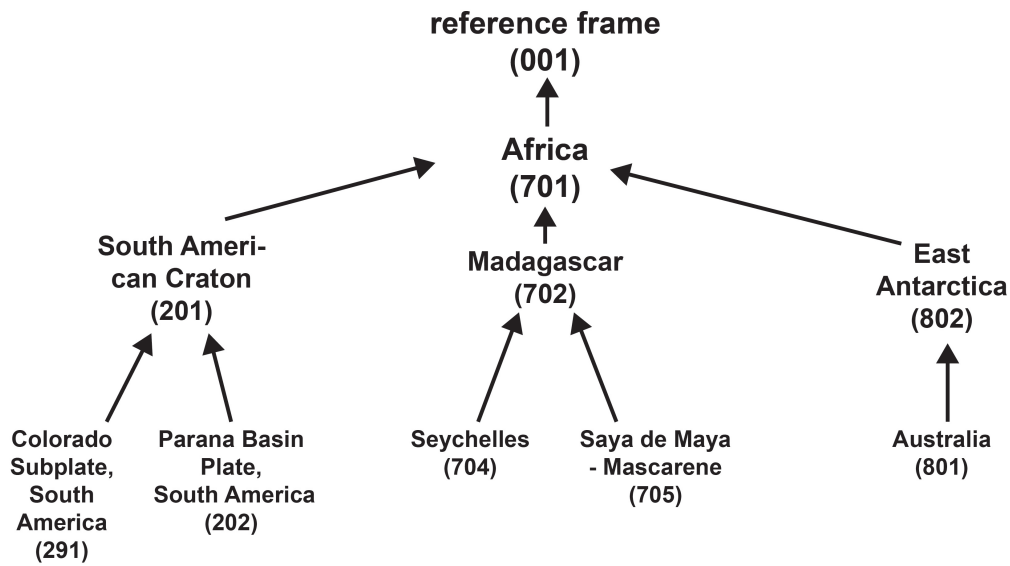 reference frame
(001)
Africa
(701)
South Ameri-
can Craton
(201)
Madagascar
(702)
East
Antarctica
(802)
Colorado
Subplate,
South
America
(291)
Parana Basin
Plate,
South America
(202)
Seychelles
(704)
Saya de Maya
- Mascarene
(705)
Australia
(801)